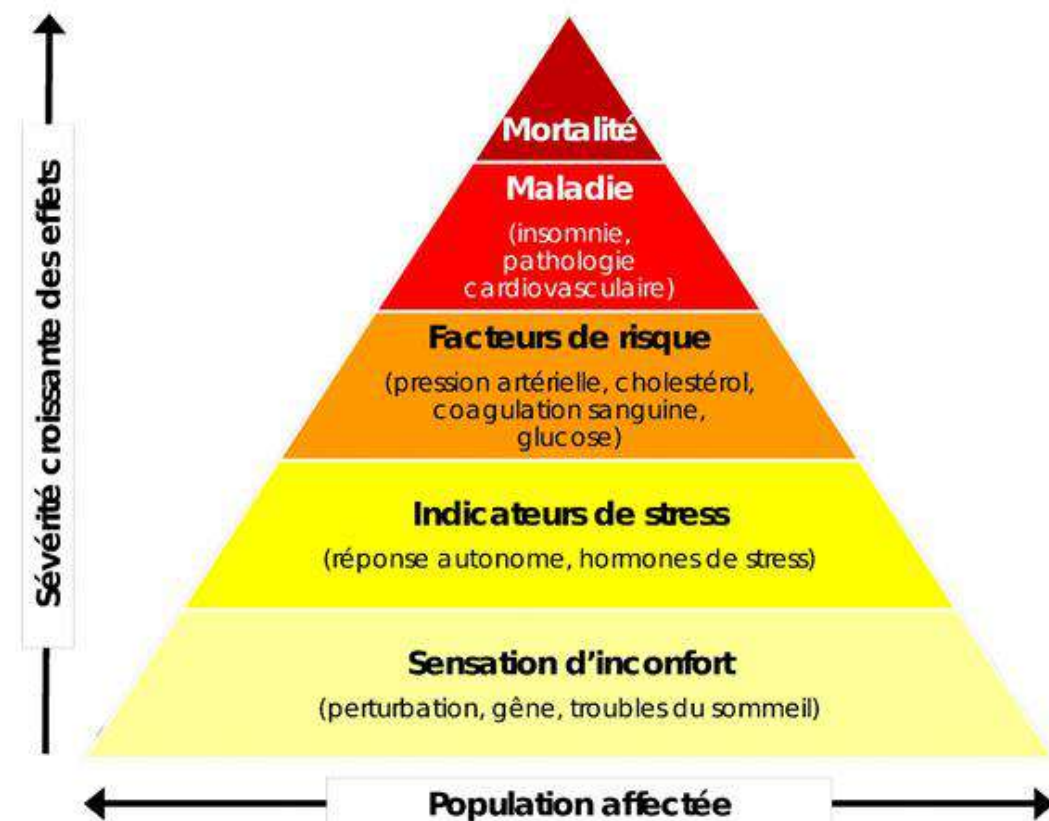 Sévérité croissante des effets
Mortalité
Maladie
(insomnie,
pathologie
cardiovasculaire)
Facteurs de risque
(pression artérielle, cholestérol,
coagulation sanguine,
glucose)
Indicateurs de stress
(réponse autonome, hormones de stress)
Sensation d'inconfort
(perturbation, gêne, troubles du sommeil)
Population affectée